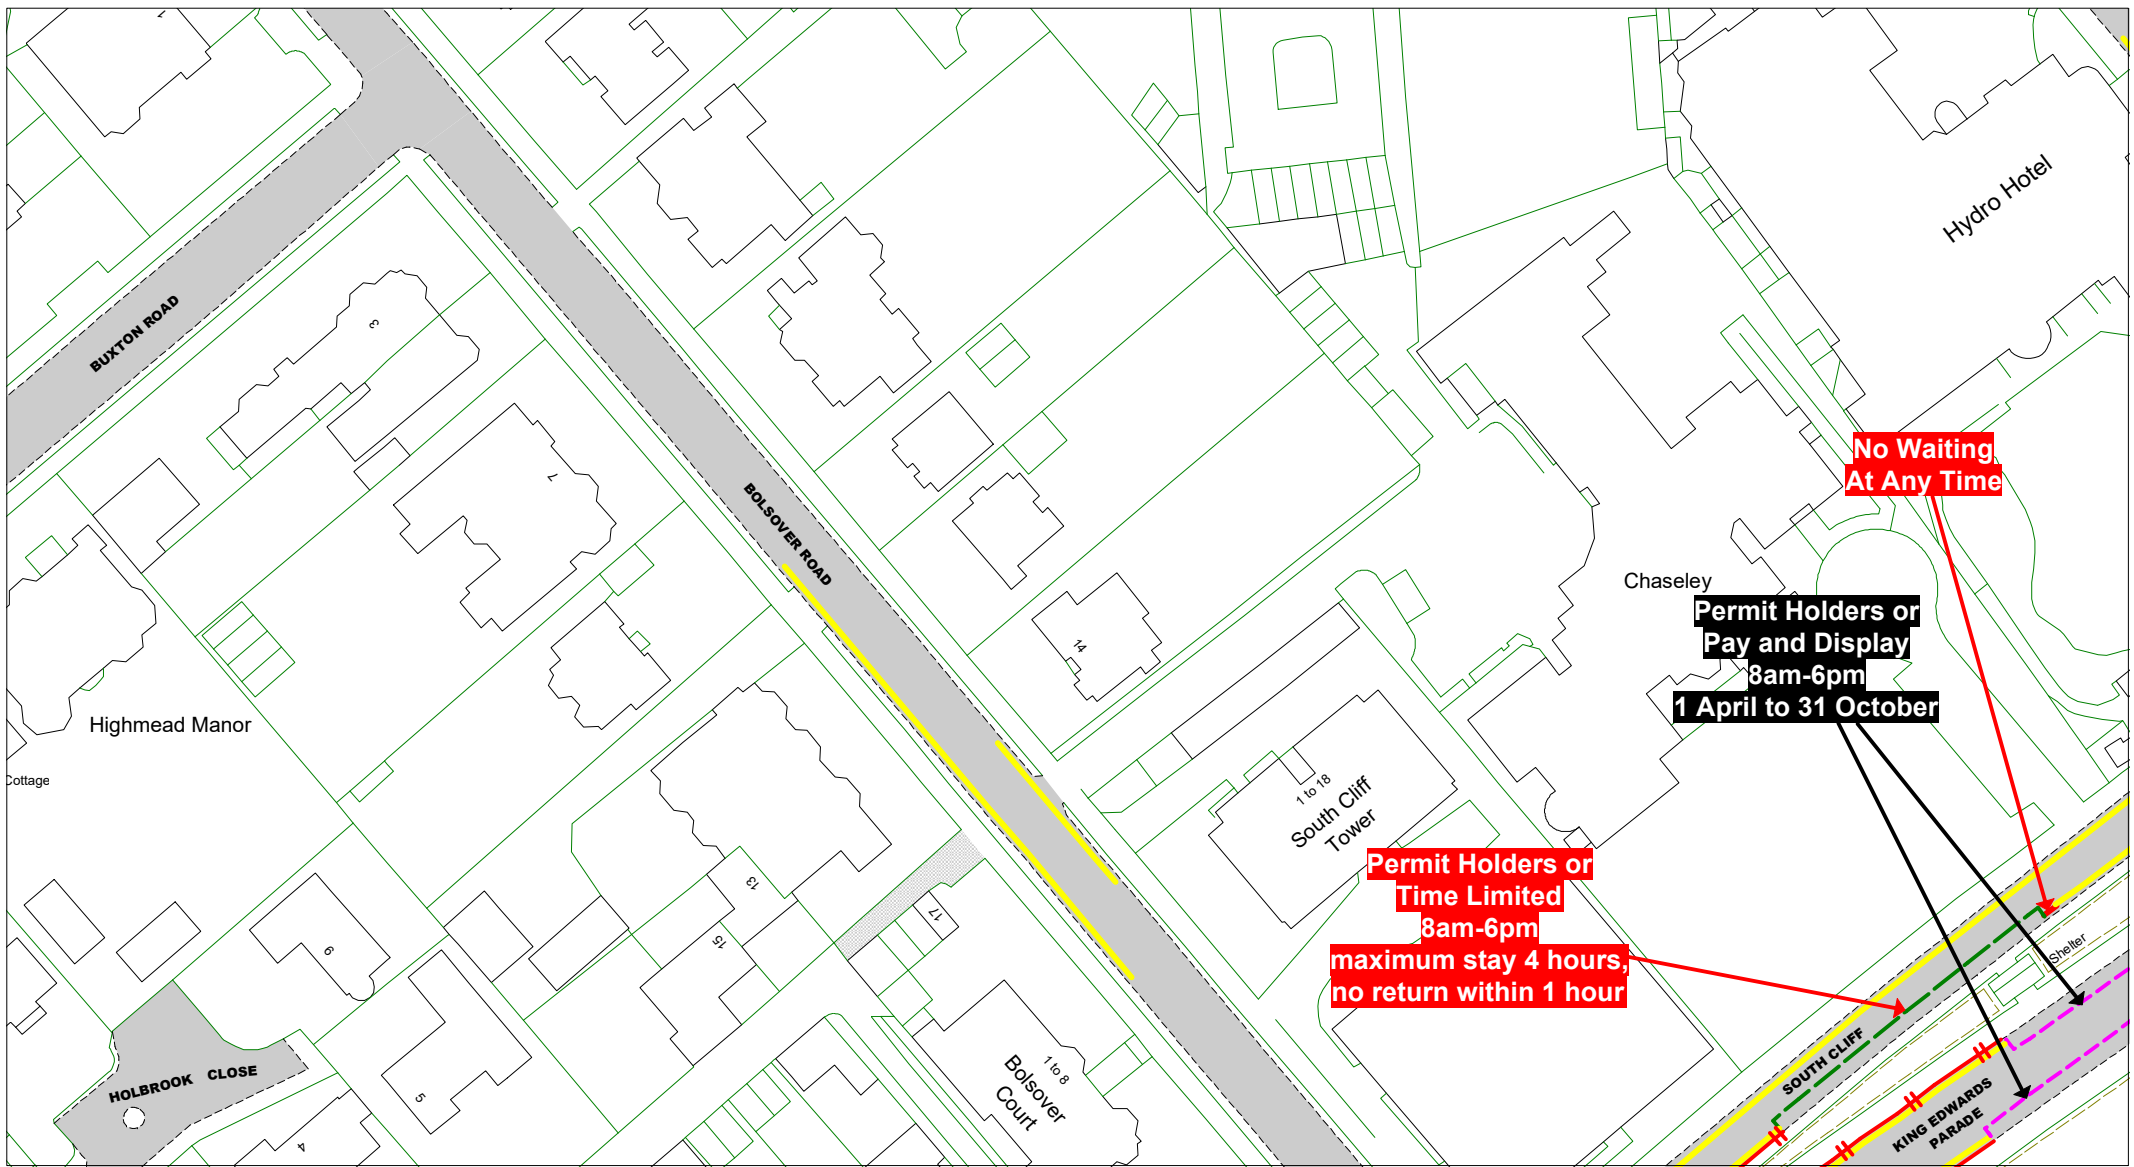 1
Hydro Hotel
BUXTON ROAD
3
7
BOLSOVER ROAD
No Waiting
At Any Time
Chaseley
Permit Holders or
Pay and Display
8am-6pm
1 April to 31 October
14
Highmead Manor
Cottage
1 to 18
South Cliff
Tower
Permit Holders or
Time Limited
8am-6pm
maximum stay 4 hours,
no return within 1 hour
13
17
15
9
Shelter
SOUTH CLIFF
HOLBROOK CLOSE
5
4
1 to 8
Bolsover
Court
KING EDWARDS
PARADE